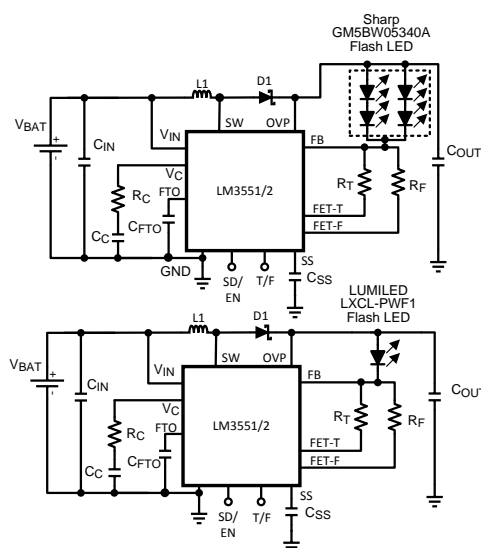 Sharp
GM5BW05340A
Flash LED
L1
D1
VBAT
+
-
CIN
VIN
SW
OVP
FB
COUT
VC
RC
FTO
LM3551/2
RT
RF
CC
CFTO
FET-T
FET-F
GND
SD/
EN
T/F
SS
CSS
LUMILED
LXCL-PWF1
Flash LED
L1
D1
VBAT
+
-
CIN
VIN
SW
OVP
FB
COUT
VC
RC
FTO
LM3551/2
RT
RF
CC
CFTO
FET-T
FET-F
SD/
EN
T/F
SS
CSS